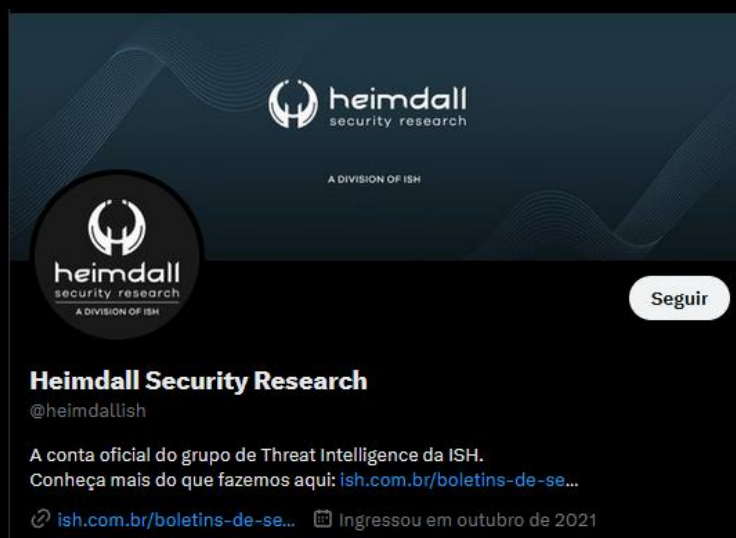 heimdall
security research
A DIVISION OF ISH
heimdall
security research
A DIVISION OF ISH
Seguir
Heimdall Security Research
@heimdallish
A conta oficial do grupo de Threat Intelligence da ISH.
Conheça mais do que fazemos aqui: ish.com.br/boletins-de-se...
ish.com.br/boletins-de-se... Ingressou em outubro de 2021